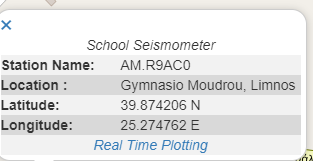 School Seismometer
Station Name: AM.R9AC0
Location : Gymnasio Moudrou, Limnos
Latitude: 39.874206 N
Longitude: 25.274762 E
Real Time Plotting